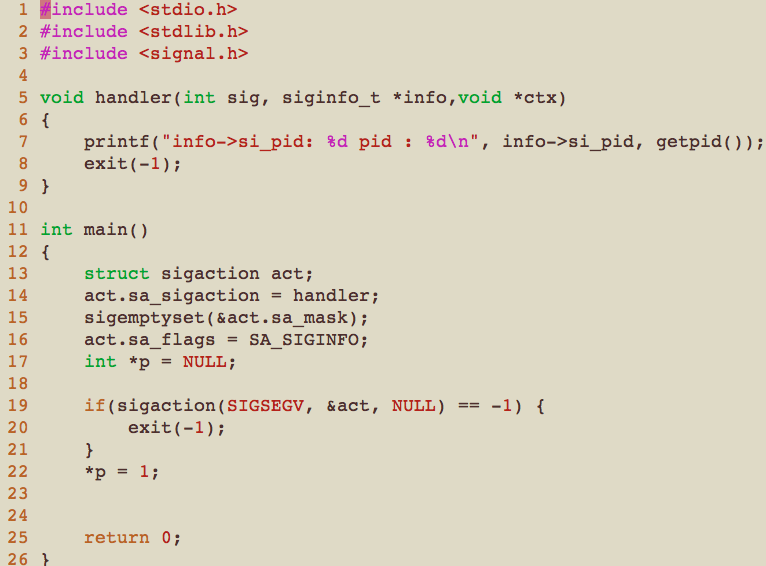 1 #include <stdio.h>
2 #include <stdlib.h>
3 #include <signal.h>
4
5 void handler(int sig, siginfo_t *info,void *ctx)
6 {
7     printf("info->si_pid: %d pid : %d\n", info->si_pid, getpid());
8     exit(-1);
9 }
10
11 int main()
12 {
13     struct sigaction act;
14     act.sa_sigaction = handler;
15     sigemptyset(&act.sa_mask);
16     act.sa_flags = SA_SIGINFO;
17     int *p = NULL;
18
19     if(sigaction(SIGSEGV, &act, NULL) == -1) {
20         exit(-1);
21     }
22     *p = 1;
23
24
25     return 0;
26 }